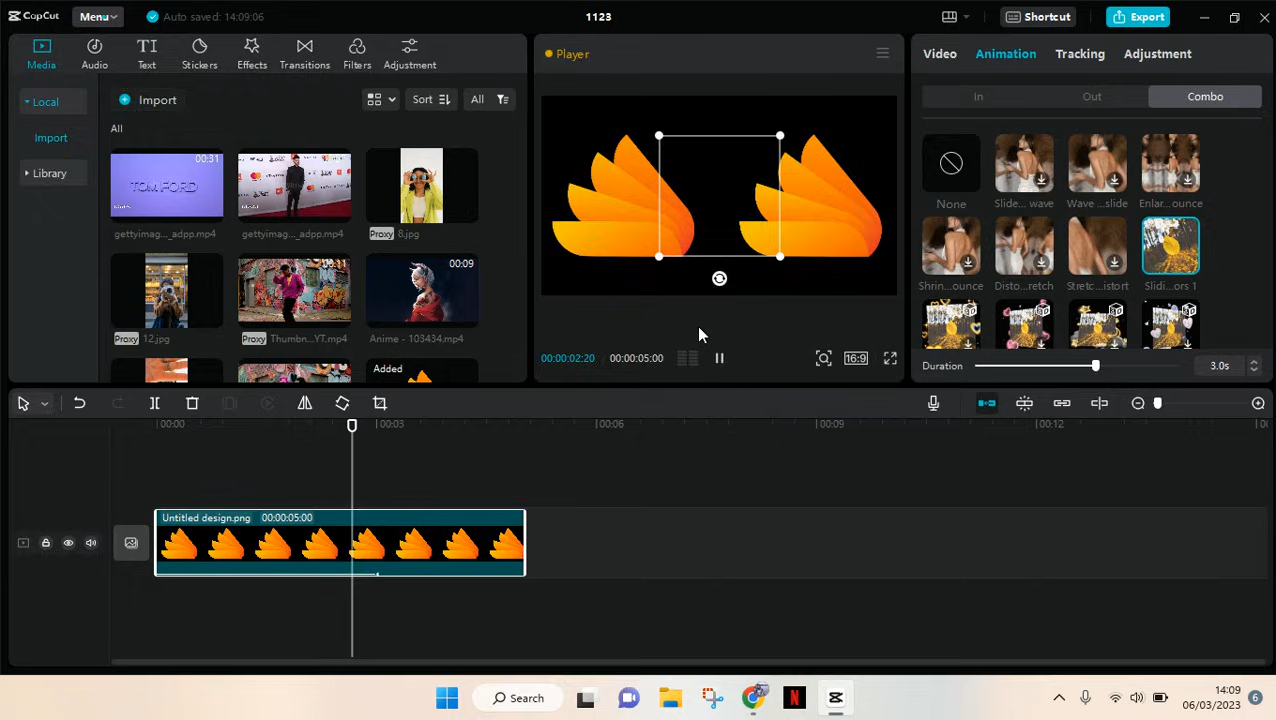 CapCut
Menu
Auto saved: 14:09:06
1123
Shortcut
Export
Media
Audio
Text
Stickers
Effects
Transitions
Filters
Adjustment
Local
Import
Library
Import
Sort
All
All
00:31
TOM FORD
gettyimag..._adpp.mp4
gettyimag..._adpp.mp4
Proxy
8.jpg
Proxy
12.jpg
Proxy
Thumbn...YT.mp4
00:09
Anime - 103434.mp4
Added
Player
00:00:02:20
00:00:05:00
16:9
Video
Animation
Tracking
Adjustment
In
Out
Combo
None
Slide... wave
Wave ...slide
Enlar...ounce
Shrin...ounce
Disto...retch
Stretc...istort
Slidi...ors 1
Duration
3.0s
00:00
00:03
00:06
00:09
00:12
Untitled design.png 00:00:05:00
Search
N
14:09
06/03/2023
6